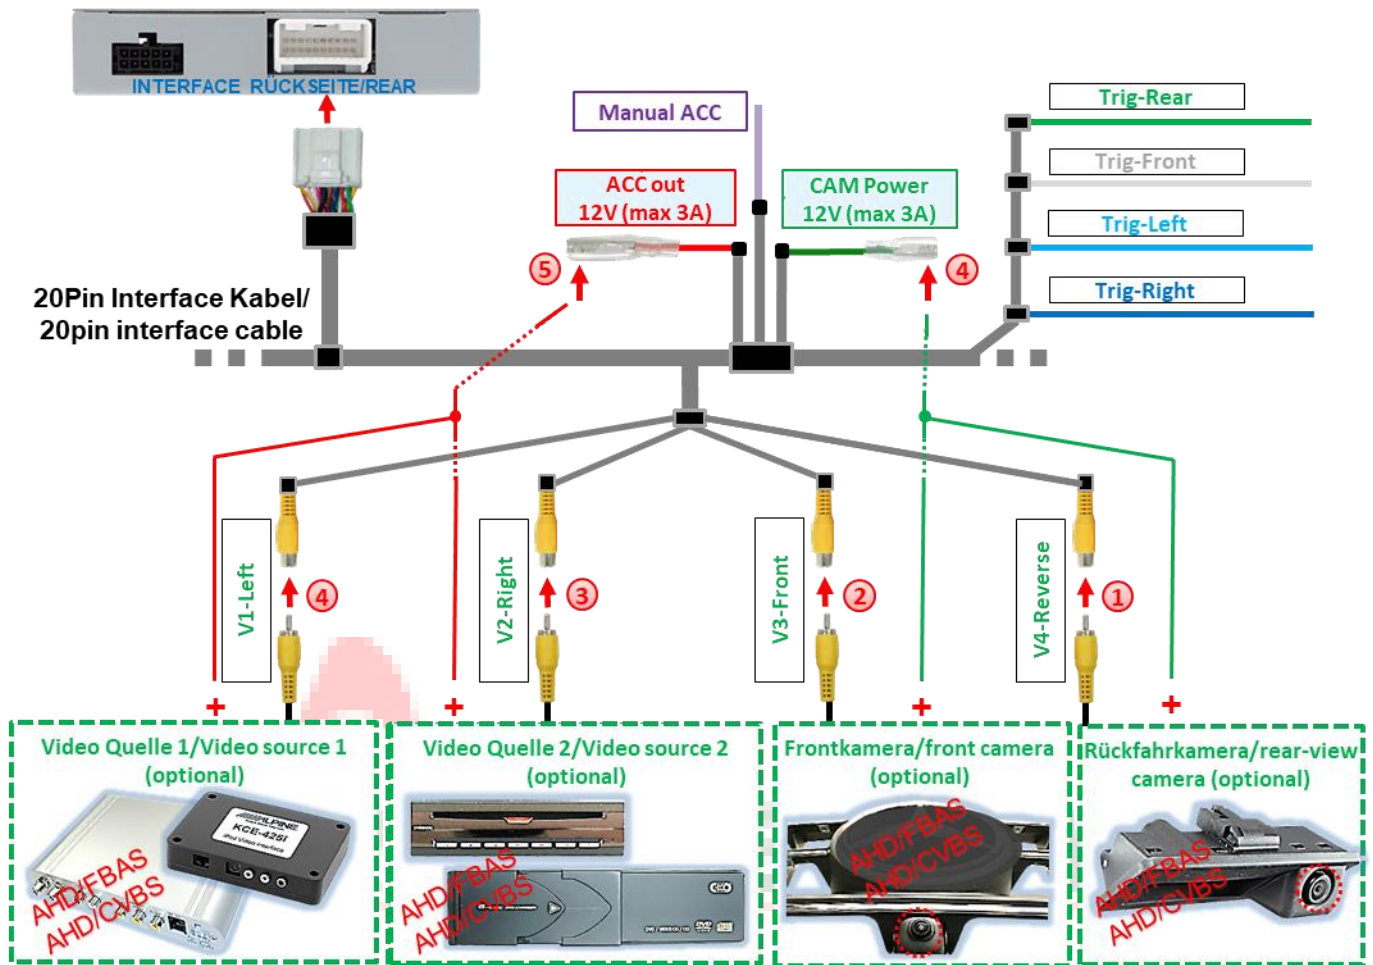 INTERFACE RÜCKSEITE/REAR
Manual ACC
ACC out
12V (max 3A)
CAM Power
12V (max 3A)
Trig-Rear
Trig-Front
Trig-Left
Trig-Right
5
4
20Pin Interface Kabel/
20pin interface cable
V1-Left
4
V2-Right
3
V3-Front
2
V4-Reverse
1
+
+
+
+
Video Quelle 1/Video source 1
(optional)
ALPINE
KCE-425i
iPod Video Interface
AHD/FBAS
AHD/CVBS
Video Quelle 2/Video source 2
(optional)
AHD/FBAS
AHD/CVBS
Frontkamera/front camera
(optional)
AHD/FBAS
AHD/CVBS
Rückfahrkamera/rear-view
camera (optional)
AHD/FBAS
AHD/CVBS